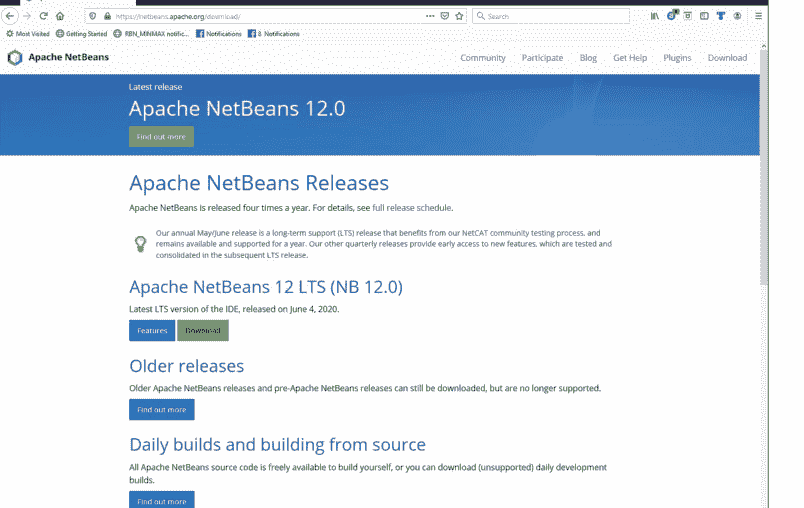 https://netbeans.apache.org/download/
Search
Most Visited
Getting Started
RBN_MINMAX notific...
Notifications
8 Notifications
Apache NetBeans
Community
Participate
Blog
Get Help
Plugins
Download
Latest release
Apache NetBeans 12.0
Find out more
Apache NetBeans Releases
Apache NetBeans is released four times a year. For details, see full release schedule.
Our annual May/June release is a long-term support (LTS) release that benefits from our NetCAT community testing process, and
remains available and supported for a year. Our other quarterly releases provide early access to new features, which are tested and
consolidated in the subsequent LTS release.
Apache NetBeans 12 LTS (NB 12.0)
Latest LTS version of the IDE, released on June 4, 2020.
Features
Download
Older releases
Older Apache NetBeans releases and pre-Apache NetBeans releases can still be downloaded, but are no longer supported.
Find out more
Daily builds and building from source
All Apache NetBeans source code is freely available to build yourself, or you can download (unsupported) daily development
builds.
Find out more